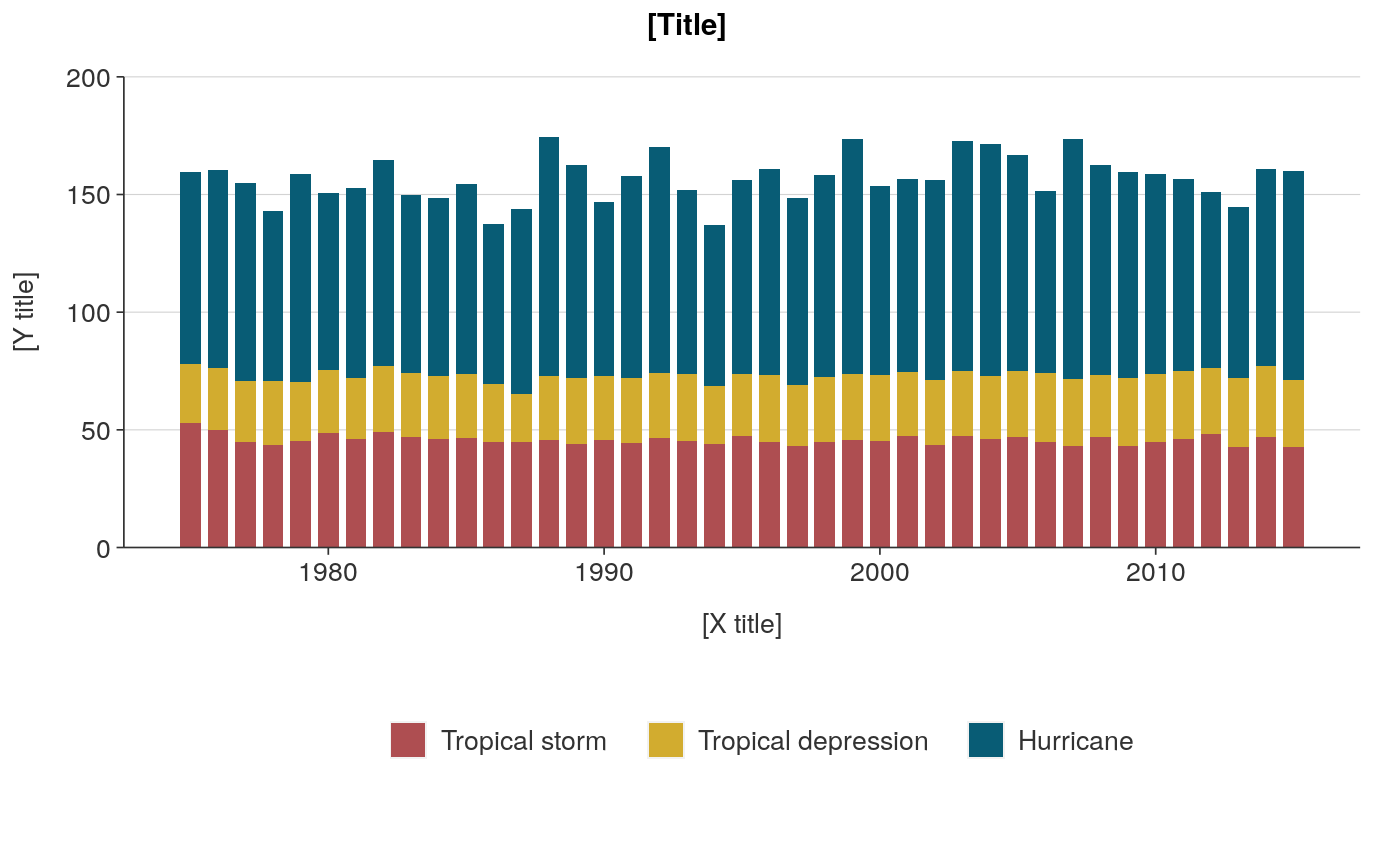 [Title]
200
150
100
50
0
[Y title]
1980 1990 2000 2010
[X title]
Tropical storm Tropical depression Hurricane